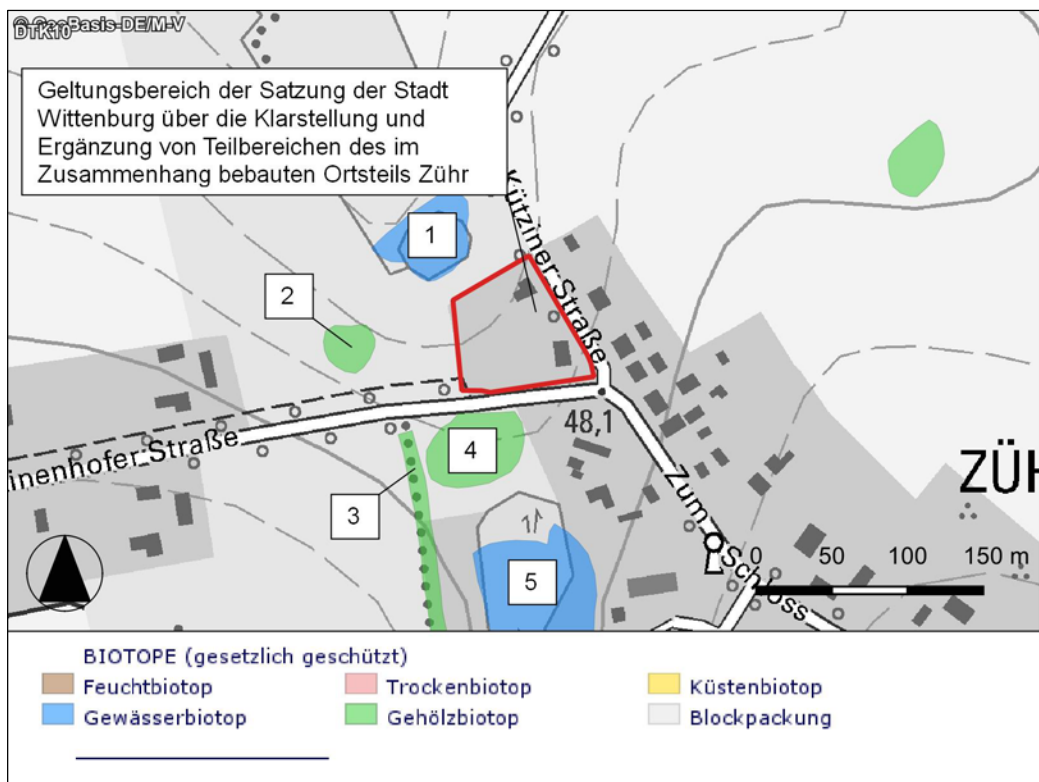 © GeoBasis-DE/M-V
DTK10
Geltungsbereich der Satzung der Stadt
Wittenburg über die Klarstellung und
Ergänzung von Teilbereichen des im
Zusammenhang bebauten Ortsteils Zühr
Kütziner Straße
1
2
48,1
inenhofer Straße
4
3
ZÜH
Zum Schloss
5
0 50 100 150 m
BIOTOPE (gesetzlich geschützt)
Feuchtbiotop Trockenbiotop Küstenbiotop
Gewässerbiotop Gehölzbiotop Blockpackung